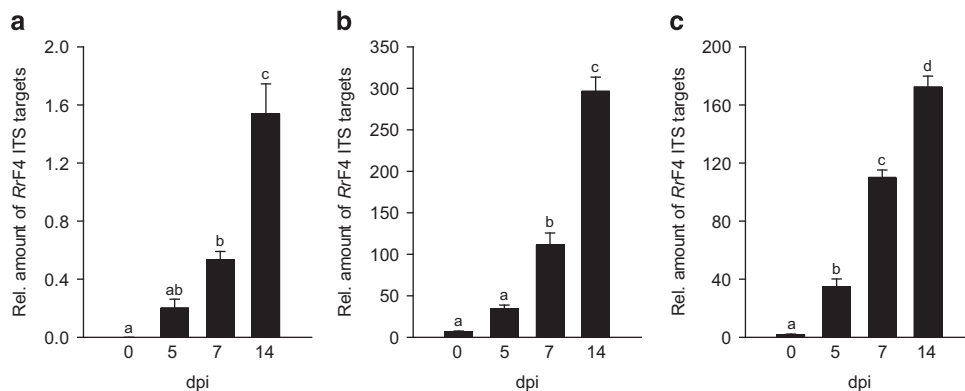 a
Rel. amount of RrF4 ITS targets
2.0
1.6
1.2
0.8
0.4
0.0
a
ab
b
c
0 5 7 14
dpi
b
Rel. amount of RrF4 ITS targets
350
300
250
200
150
100
50
0
a
a
b
c
0 5 7 14
dpi
c
Rel. amount of RrF4 ITS targets
200
160
120
80
40
0
a
b
c
d
0 5 7 14
dpi